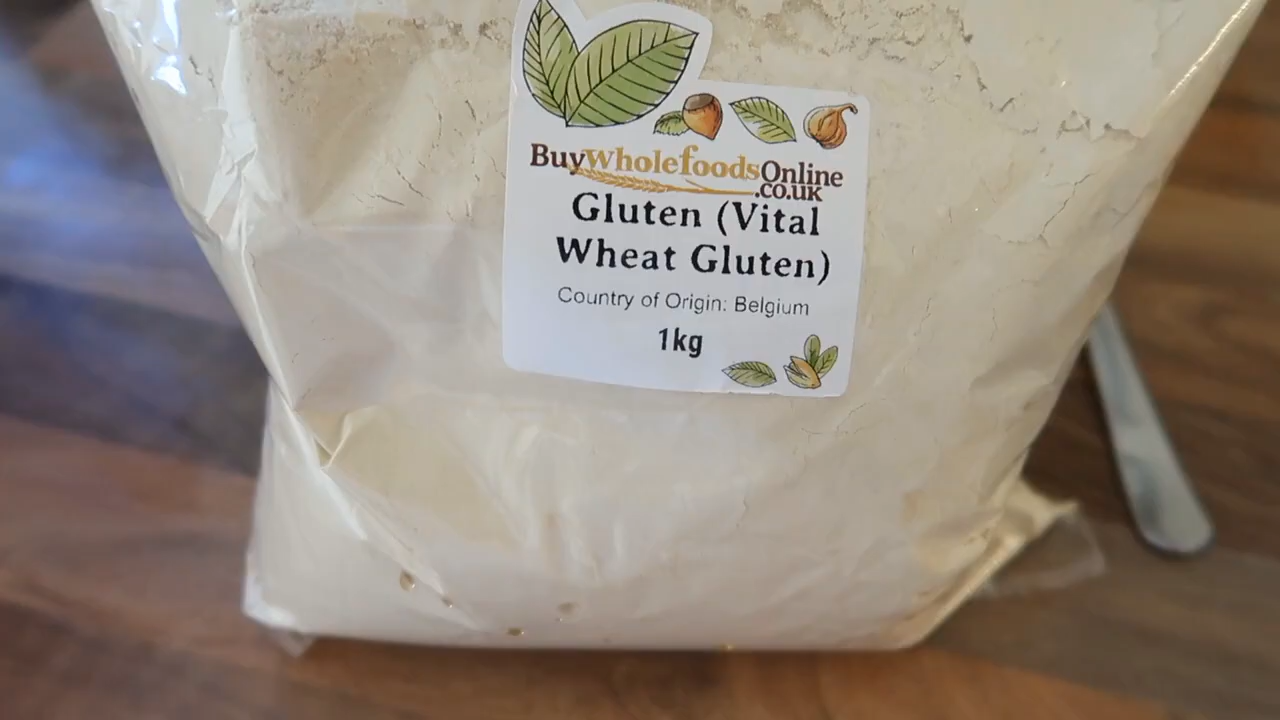 BuyWholefoodsOnline
.co.uk
Gluten (Vital
Wheat Gluten)
Country of Origin: Belgium
1kg